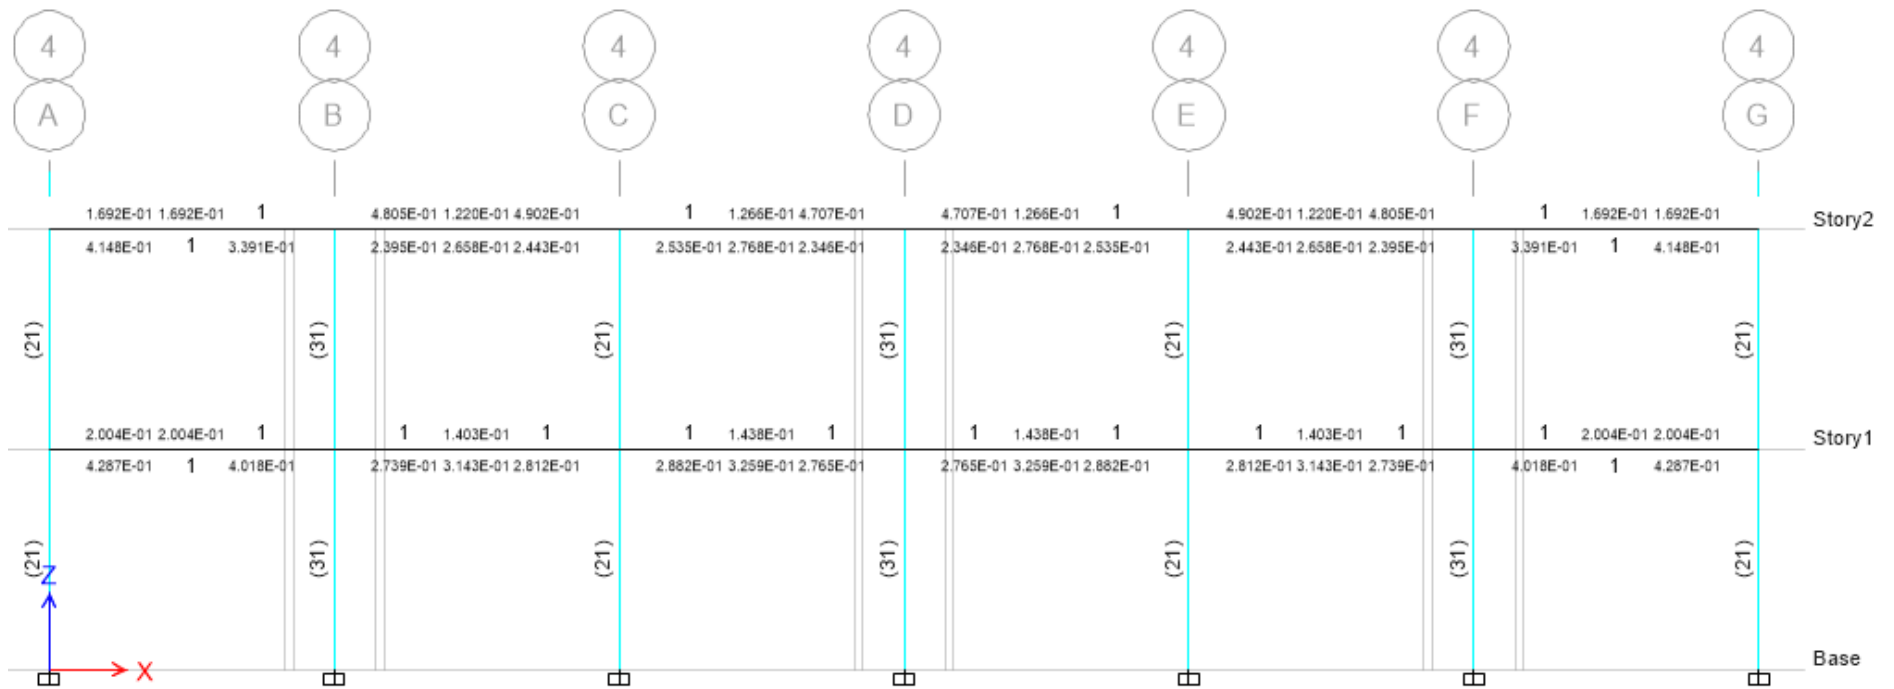 4 4 4 4 4 4 4
A B C D E F G
1.692E-01 1.692E-01 1 4.805E-01 1.220E-01 4.902E-01 1 1.266E-01 4.707E-01 4.707E-01 1.266E-01 1 4.902E-01 1.220E-01 4.805E-01 1 1.692E-01 1.692E-01 Story2
4.148E-01 1 3.391E-01 2.395E-01 2.658E-01 2.443E-01 2.535E-01 2.768E-01 2.346E-01 2.346E-01 2.768E-01 2.535E-01 2.443E-01 2.658E-01 2.395E-01 3.391E-01 1 4.148E-01
(21) (31) (21) (31) (21) (31) (21)
2.004E-01 2.004E-01 1 1 1.403E-01 1 1 1.438E-01 1 1 1.438E-01 1 1 1.403E-01 1 1 2.004E-01 2.004E-01 Story1
4.287E-01 1 4.018E-01 2.739E-01 3.143E-01 2.812E-01 2.882E-01 3.259E-01 2.765E-01 2.765E-01 3.259E-01 2.882E-01 2.812E-01 3.143E-01 2.739E-01 4.018E-01 1 4.287E-01
(21) (31) (21) (31) (21) (31) (21)
Z
X
Base